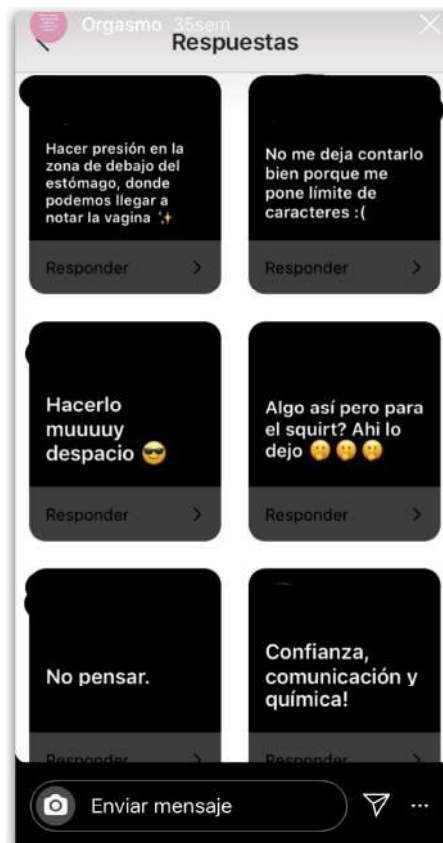 Orgasmo 35sem
Respuestas
Hacer presión en la
zona de debajo del
estómago, donde
podemos llegar a
notar la vagina ✨
Responder
No me deja contarlo
bien porque me
pone límite de
caracteres :(
Responder
Hacerlo
muuuuy
despacio 😎
Responder
Algo así pero para
el squirt? Ahi lo
dejo 🤫🤫🤫
Responder
No pensar.
Responder
Confianza,
comunicación y
química!
Responder
Enviar mensaje